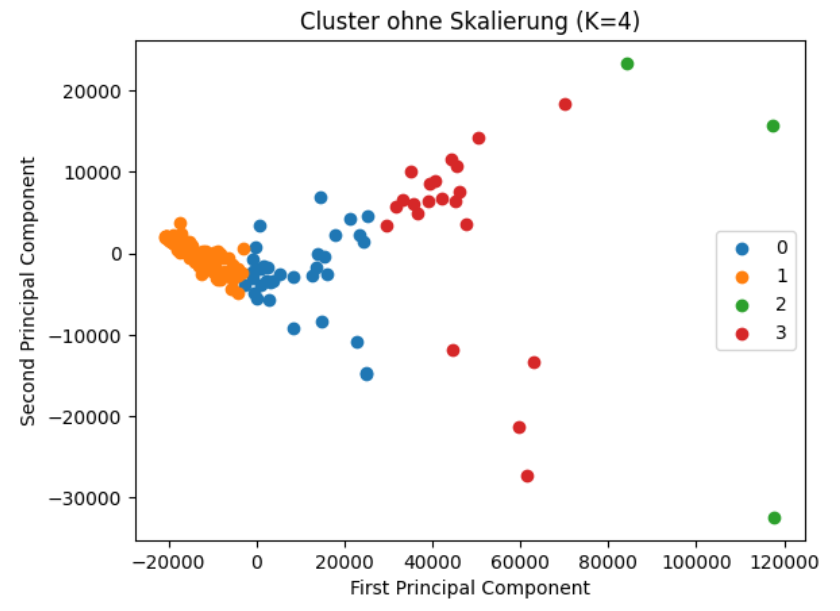 Cluster ohne Skalierung (K=4)
20000
10000
0
−10000
−20000
−30000
Second Principal Component
0
1
2
3
−20000 0 20000 40000 60000 80000 100000 120000
First Principal Component